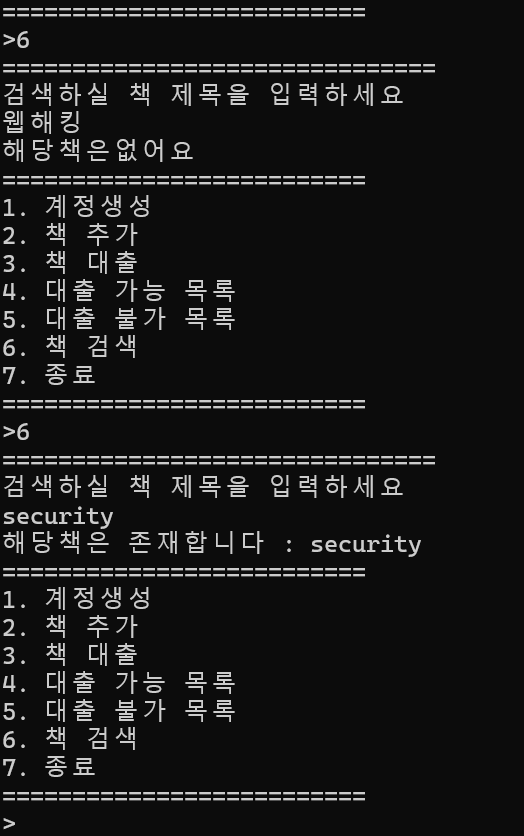 ==========================
>6
===============================
검색하실 책 제목을 입력하세요
웹해킹
해당책은없어요
==========================
1. 계정생성
2. 책 추가
3. 책 대출
4. 대출 가능 목록
5. 대출 불가 목록
6. 책 검색
7. 종료
==========================
>6
===============================
검색하실 책 제목을 입력하세요
security
해당책은 존재합니다 : security
==========================
1. 계정생성
2. 책 추가
3. 책 대출
4. 대출 가능 목록
5. 대출 불가 목록
6. 책 검색
7. 종료
==========================
>